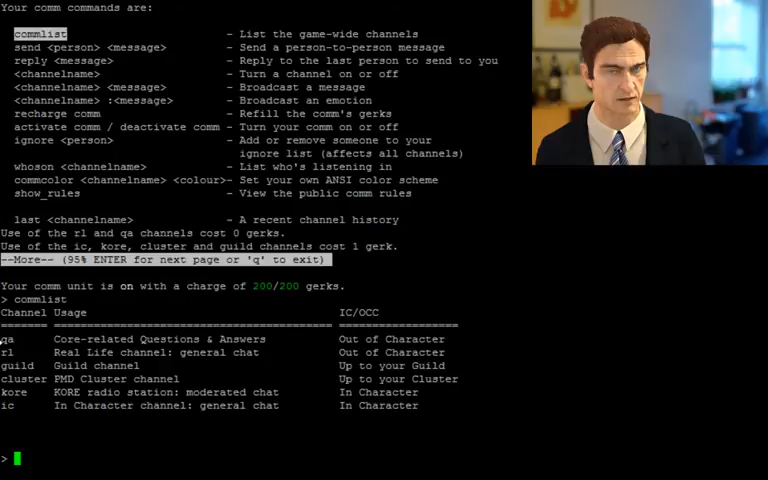 Your comm commands are:
commlist - List the game-wide channels
send <person> <message> - Send a person-to-person message
reply <message> - Reply to the last person to send to you
<channelname> - Turn a channel on or off
<channelname> <message> - Broadcast a message
<channelname> :<message> - Broadcast an emotion
recharge comm - Refill the comm's gerks
activate comm / deactivate comm - Turn your comm on or off
ignore <person> - Add or remove someone to your
ignore list (affects all channels)
whoson <channelname> - List who's listening in
commcolor <channelname> <colour> - Set your own ANSI color scheme
show_rules - View the public comm rules
last <channelname> - A recent channel history
Use of the rl and qa channels cost 0 gerks.
Use of the ic, kore, cluster and guild channels cost 1 gerk.
--More-- (95% ENTER for next page or 'q' to exit)
Your comm unit is on with a charge of 200/200 gerks.
> commlist
Channel Usage IC/OCC
======= ================================== ==================
qa Core-related Questions & Answers Out of Character
rl Real Life channel: general chat Out of Character
guild Guild channel Up to your Guild
cluster PMD Cluster channel Up to your Cluster
kore KORE radio station: moderated chat In Character
ic In Character channel: general chat In Character
>